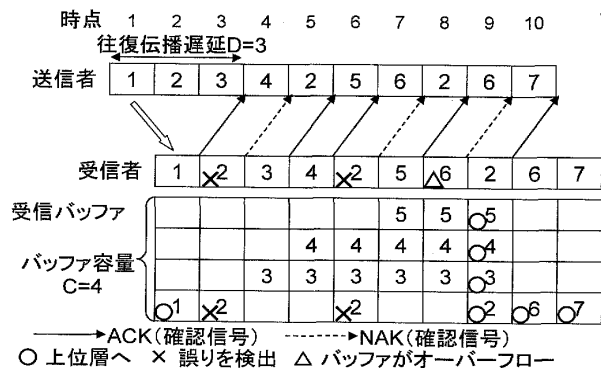 時点 1 2 3 4 5 6 7 8 9 10
往復伝播遅延D=3
送信者 1 2 3 4 2 5 6 2 6 7
受信者 1 ×2 3 4 ×2 5 △6 2 6 7
受信バッファ 5 5 ○5
4 4 4 4 ○4
バッファ容量
C=4
3 3 3 3 3 ○3
○1 ×2 ×2 ○2 ○6 ○7
ACK(確認信号) NAK(確認信号)
○ 上位層へ × 誤りを検出 △ バッファがオーバーフロー